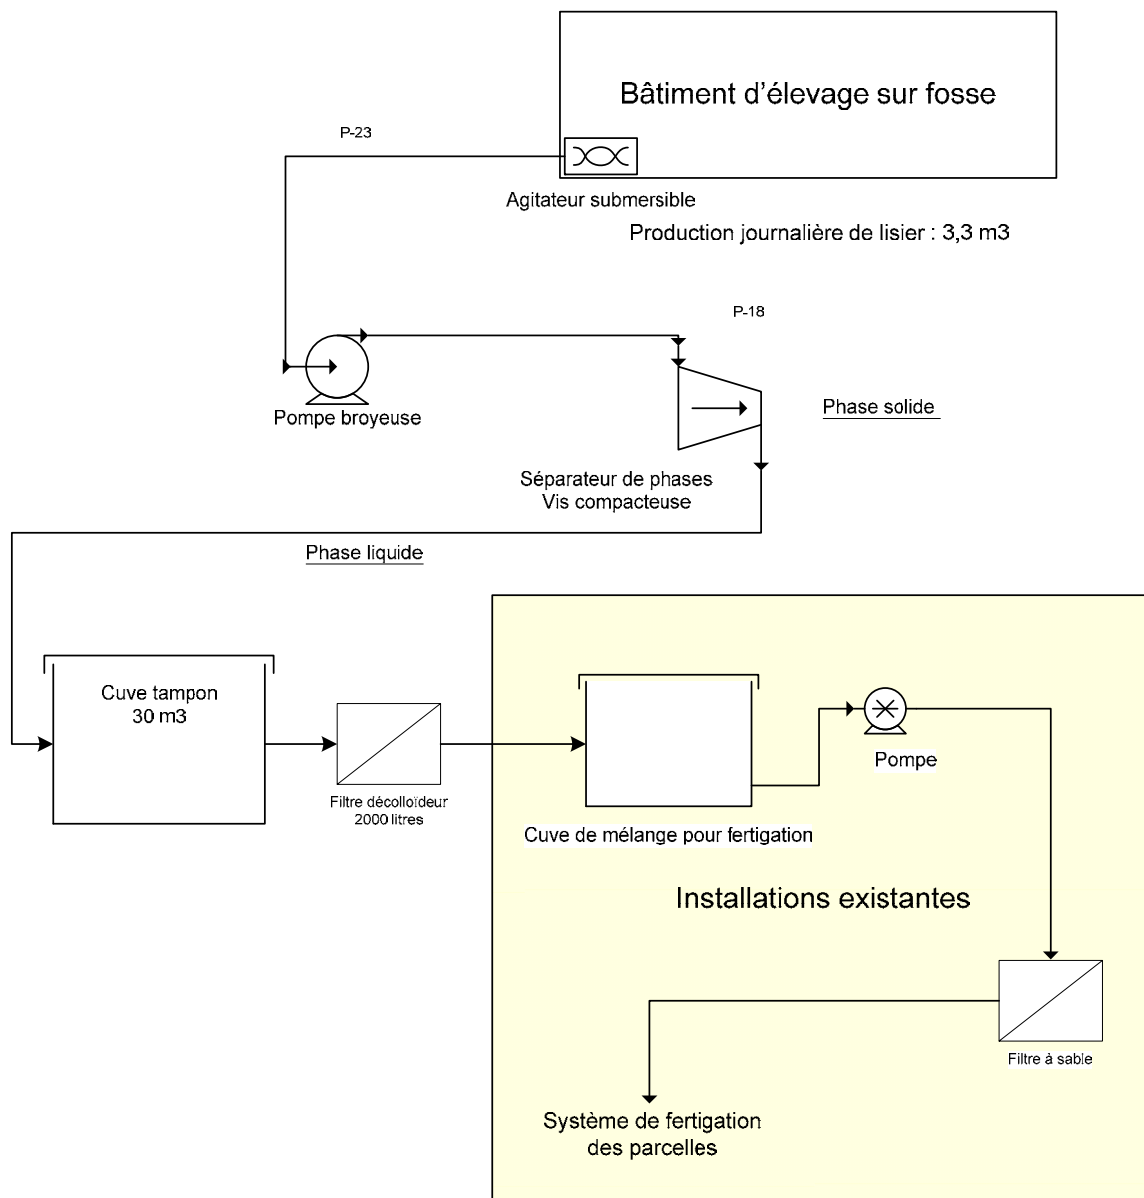 Bâtiment d’élevage sur fosse
P-23
Agitateur submersible
Production journalière de lisier : 3,3 m3
P-18
Pompe broyeuse
Phase solide
Séparateur de phases
Vis compacteuse
Phase liquide
Cuve tampon
30 m3
Filtre décolloïdeur
2000 litres
Pompe
Cuve de mélange pour fertigation
Installations existantes
Filtre à sable
Système de fertigation
des parcelles